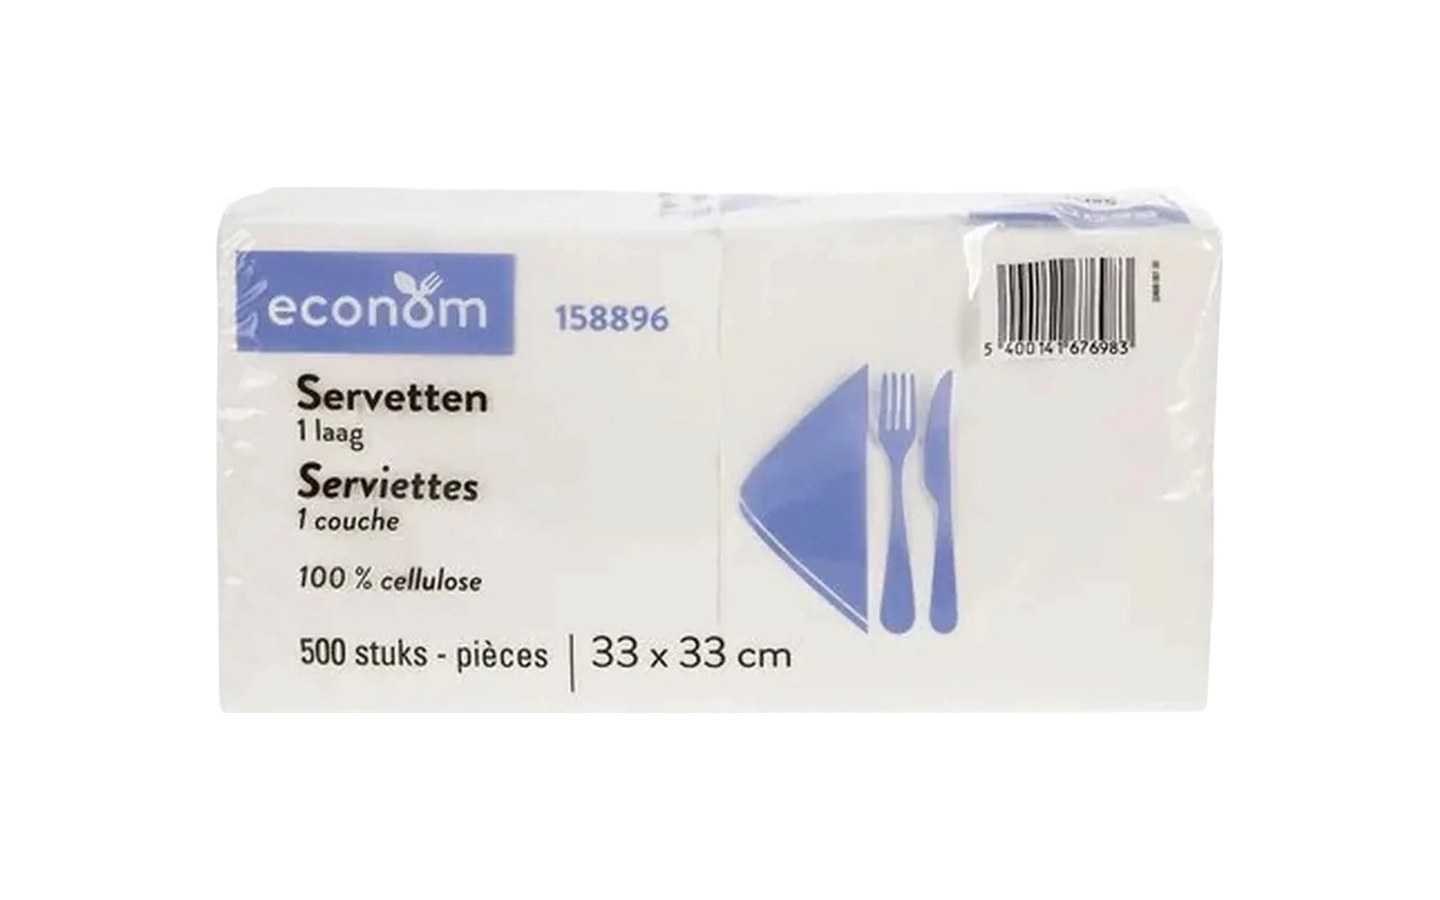 econom
158896
5 400141 676983
Servetten
1 laag
Serviettes
1 couche
100 % cellulose
500 stuks - pièces | 33 x 33 cm